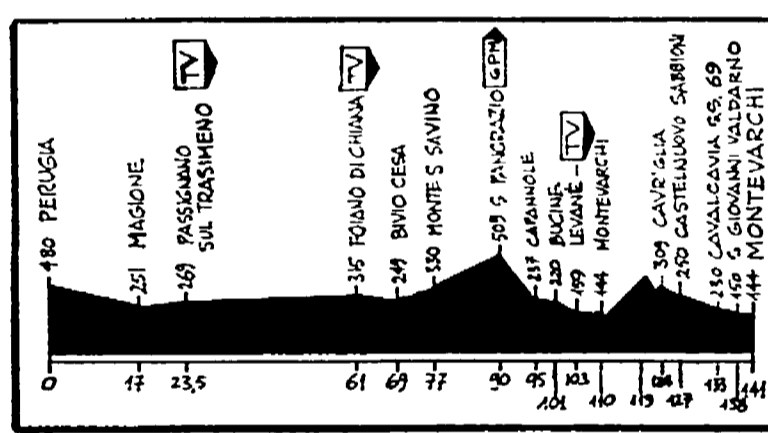 480 PERUGIA
251 MAGIONE
269 PASSIGNANO
SUL TRASIMENO
TV
315 FOIANO DI CHIANA
TV
249 BIVIO CESA
330 MONTE S SAVINO
509 S PANCRAZIO
GPM
237 CAPANNOLE
220 BUCINE
199 LEVANE -
TV
144 MONTEVARCHI
309 CAVRIGLIA
250 CASTELNUOVO SABBIONI
230 CAVALCAVIA SS. 69
150 S. GIOVANNI VALDARNO
144 MONTEVARCHI
0
17
23,5
61
69
77
90
95
101
103
110
119
127
133
138
141